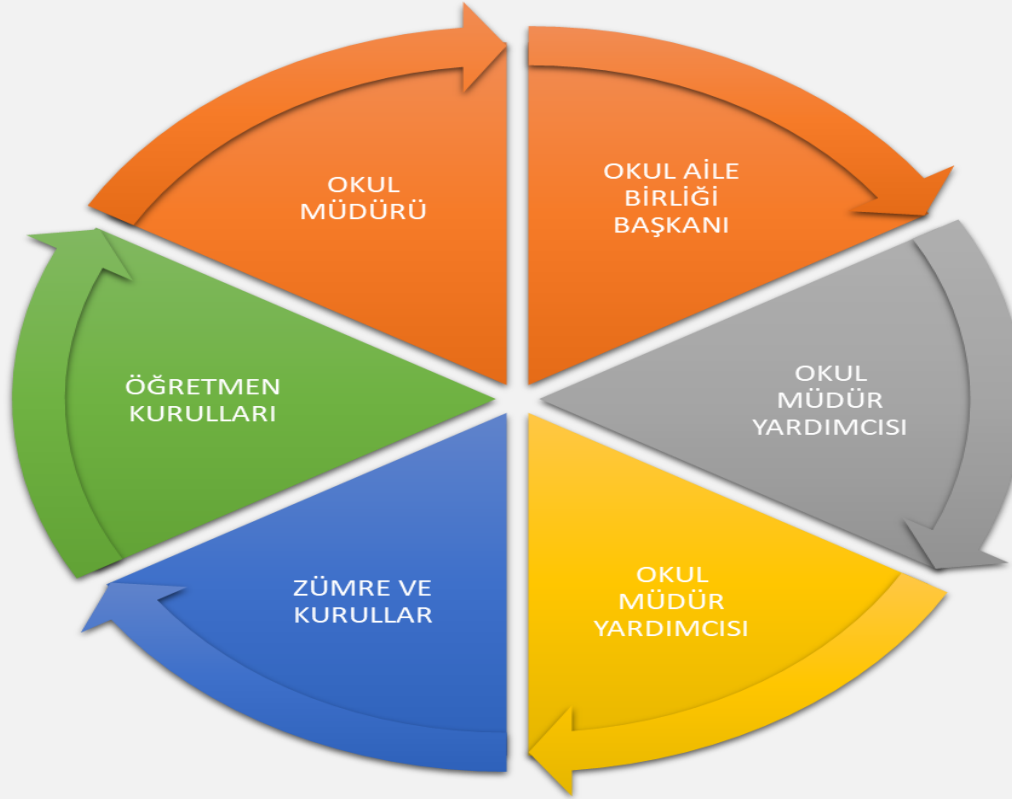 OKUL
MÜDÜRÜ
OKUL AİLE
BİRLİĞİ
BAŞKANI
OKUL
MÜDÜR
YARDIMCISI
OKUL
MÜDÜR
YARDIMCISI
ZÜMRE VE
KURULLAR
ÖĞRETMEN
KURULLARI